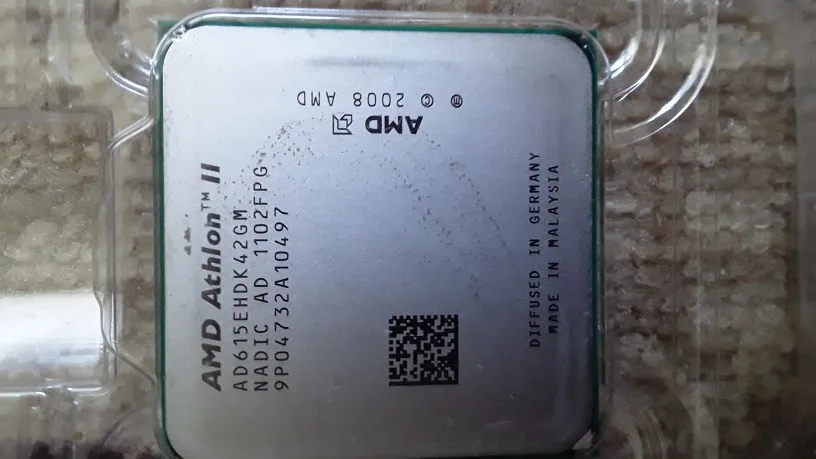 AMD Athlon™ II
AD615EHDK42GM
NADIC AD 1102FPG
9P04732A10497
DIFFUSED IN GERMANY
MADE IN MALAYSIA
AMD
ⓜ © 2008 AMD